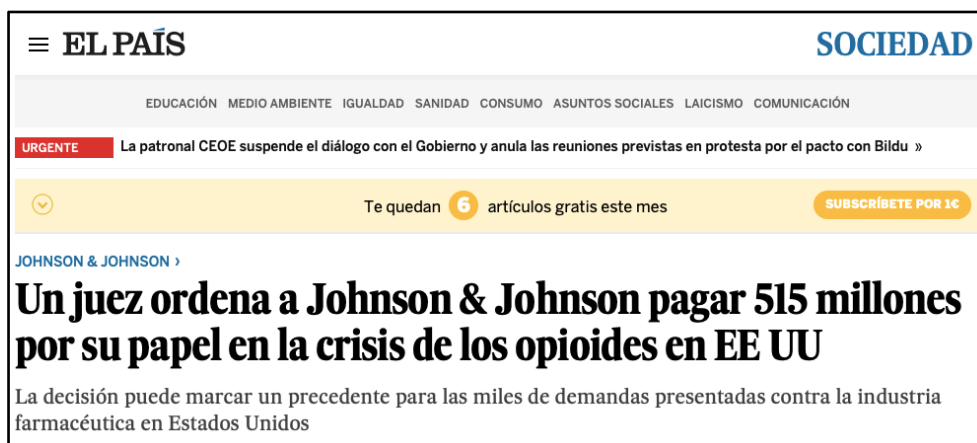 EL PAÍS SOCIEDAD
EDUCACIÓN MEDIO AMBIENTE IGUALDAD SANIDAD CONSUMO ASUNTOS SOCIALES LAICISMO COMUNICACIÓN
URGENTE La patronal CEOE suspende el diálogo con el Gobierno y anula las reuniones previstas en protesta por el pacto con Bildu »
Te quedan 6 artículos gratis este mes SUBSCRÍBETE POR 1€
JOHNSON & JOHNSON ›
Un juez ordena a Johnson & Johnson pagar 515 millones
por su papel en la crisis de los opioides en EE UU
La decisión puede marcar un precedente para las miles de demandas presentadas contra la industria
farmacéutica en Estados Unidos